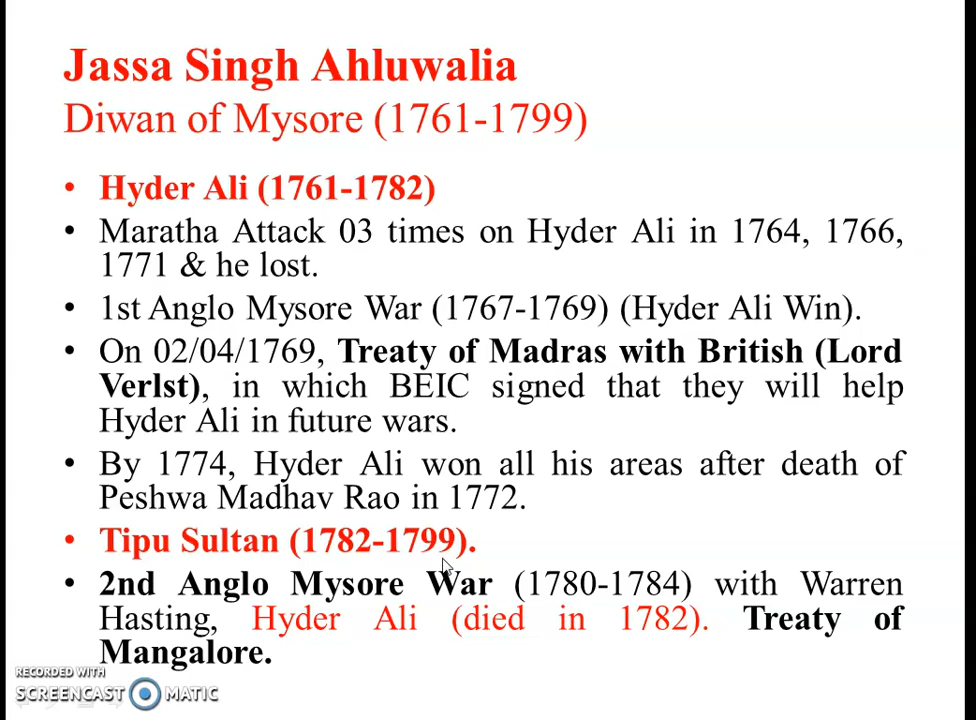 Jassa Singh Ahluwalia
Diwan of Mysore (1761-1799)
• Hyder Ali (1761-1782)
• Maratha Attack 03 times on Hyder Ali in 1764, 1766,
1771 & he lost.
• 1st Anglo Mysore War (1767-1769) (Hyder Ali Win).
• On 02/04/1769, Treaty of Madras with British (Lord
Verlst), in which BEIC signed that they will help
Hyder Ali in future wars.
• By 1774, Hyder Ali won all his areas after death of
Peshwa Madhav Rao in 1772.
• Tipu Sultan (1782-1799).
• 2nd Anglo Mysore War (1780-1784) with Warren
Hasting, Hyder Ali (died in 1782). Treaty of
Mangalore.
RECORDED WITH
SCREENCAST MATIC